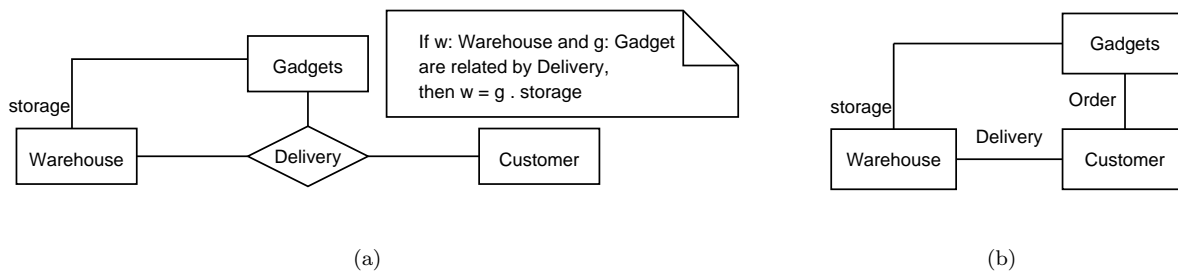 Gadgets
If w: Warehouse and g: Gadget
are related by Delivery,
then w = g . storage
storage
Warehouse
Delivery
Customer
(a)
Gadgets
Order
storage
Delivery
Warehouse
Customer
(b)